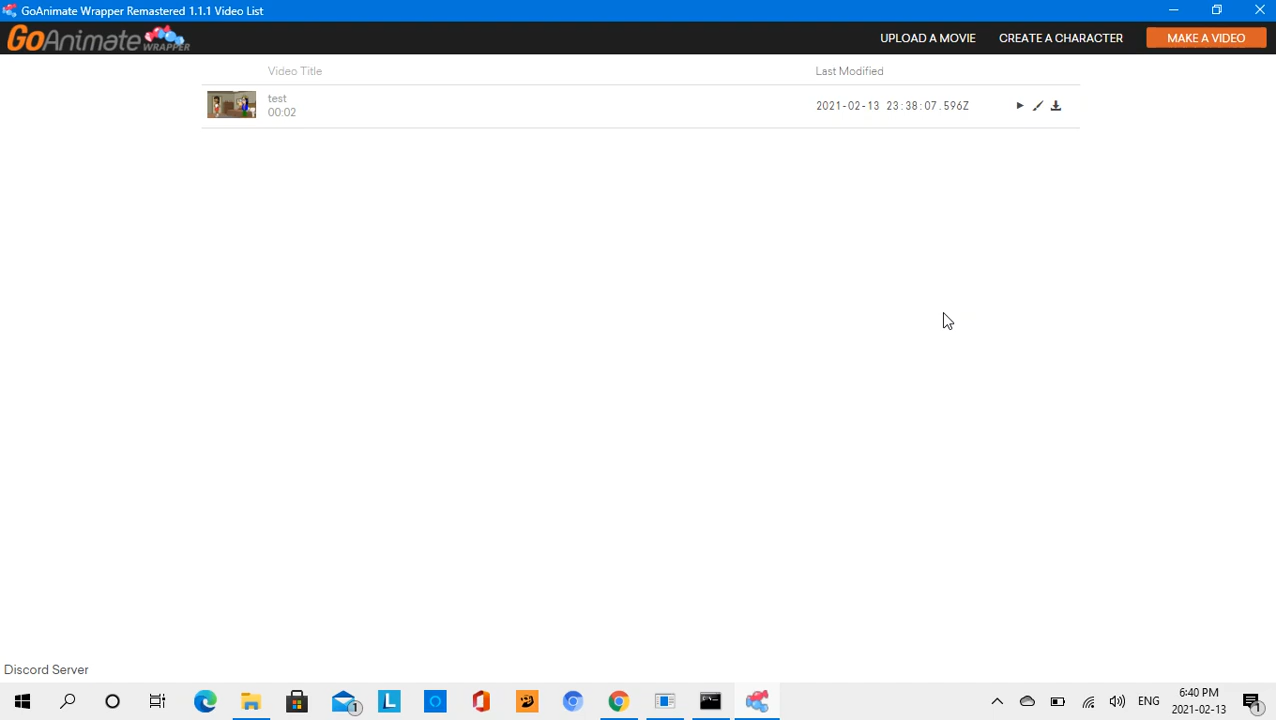 GoAnimate Wrapper Remastered 1.1.1 Video List
GoAnimate WRAPPER
UPLOAD A MOVIE
CREATE A CHARACTER
MAKE A VIDEO
Video Title
Last Modified
test
00:02
2021-02-13 23:38:07.596Z
Discord Server
1
L
ENG
6:40 PM
2021-02-13
1